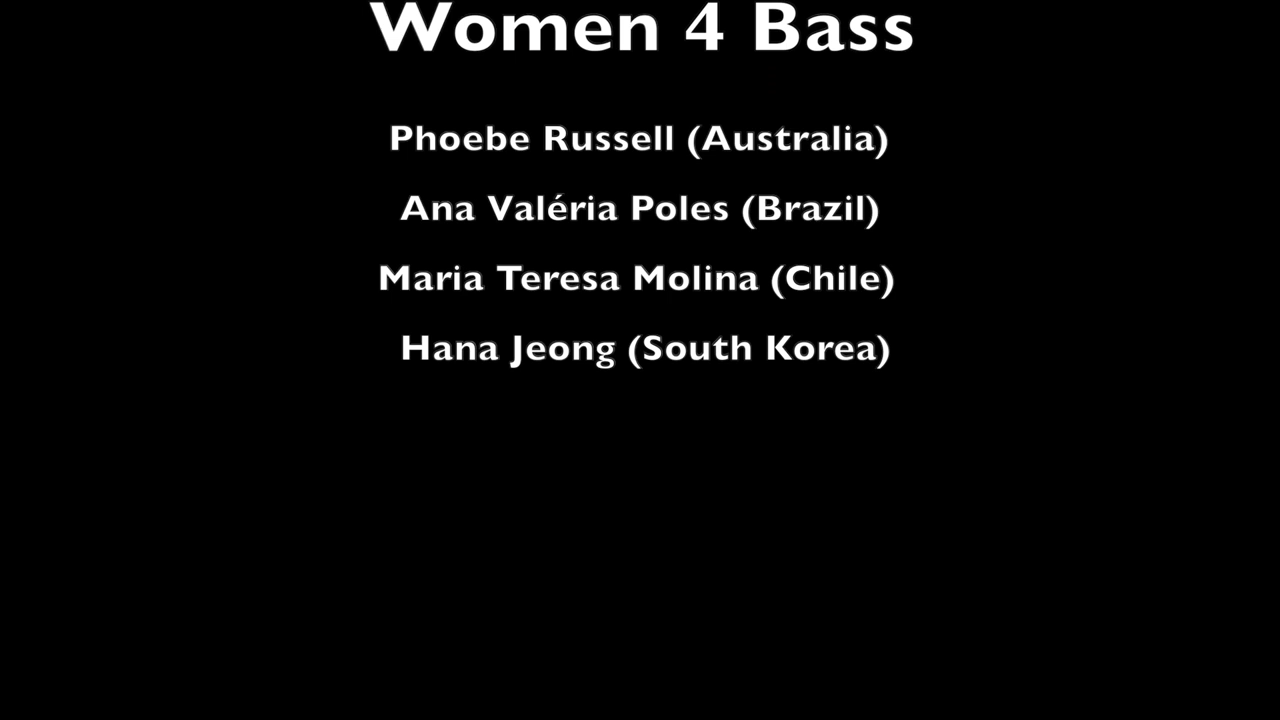 Women 4 Bass
Phoebe Russell (Australia)
Ana Valéria Poles (Brazil)
Maria Teresa Molina (Chile)
Hana Jeong (South Korea)